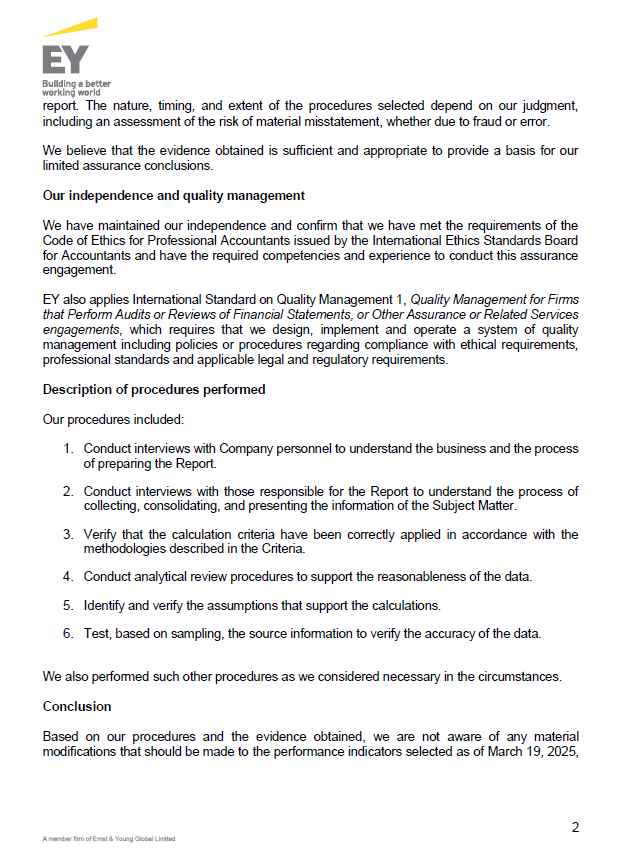 EY
Building a better
working world
report. The nature, timing, and extent of the procedures selected depend on our judgment,
including an assessment of the risk of material misstatement, whether due to fraud or error.
We believe that the evidence obtained is sufficient and appropriate to provide a basis for our
limited assurance conclusions.
Our independence and quality management
We have maintained our independence and confirm that we have met the requirements of the
Code of Ethics for Professional Accountants issued by the International Ethics Standards Board
for Accountants and have the required competencies and experience to conduct this assurance
engagement.
EY also applies International Standard on Quality Management 1, Quality Management for Firms
that Perform Audits or Reviews of Financial Statements, or Other Assurance or Related Services
engagements, which requires that we design, implement and operate a system of quality
management including policies or procedures regarding compliance with ethical requirements,
professional standards and applicable legal and regulatory requirements.
Description of procedures performed
Our procedures included:
1. Conduct interviews with Company personnel to understand the business and the process
of preparing the Report.
2. Conduct interviews with those responsible for the Report to understand the process of
collecting, consolidating, and presenting the information of the Subject Matter.
3. Verify that the calculation criteria have been correctly applied in accordance with the
methodologies described in the Criteria.
4. Conduct analytical review procedures to support the reasonableness of the data.
5. Identify and verify the assumptions that support the calculations.
6. Test, based on sampling, the source information to verify the accuracy of the data.
We also performed such other procedures as we considered necessary in the circumstances.
Conclusion
Based on our procedures and the evidence obtained, we are not aware of any material
modifications that should be made to the performance indicators selected as of March 19, 2025,
2
A member firm of Ernst & Young Global Limited